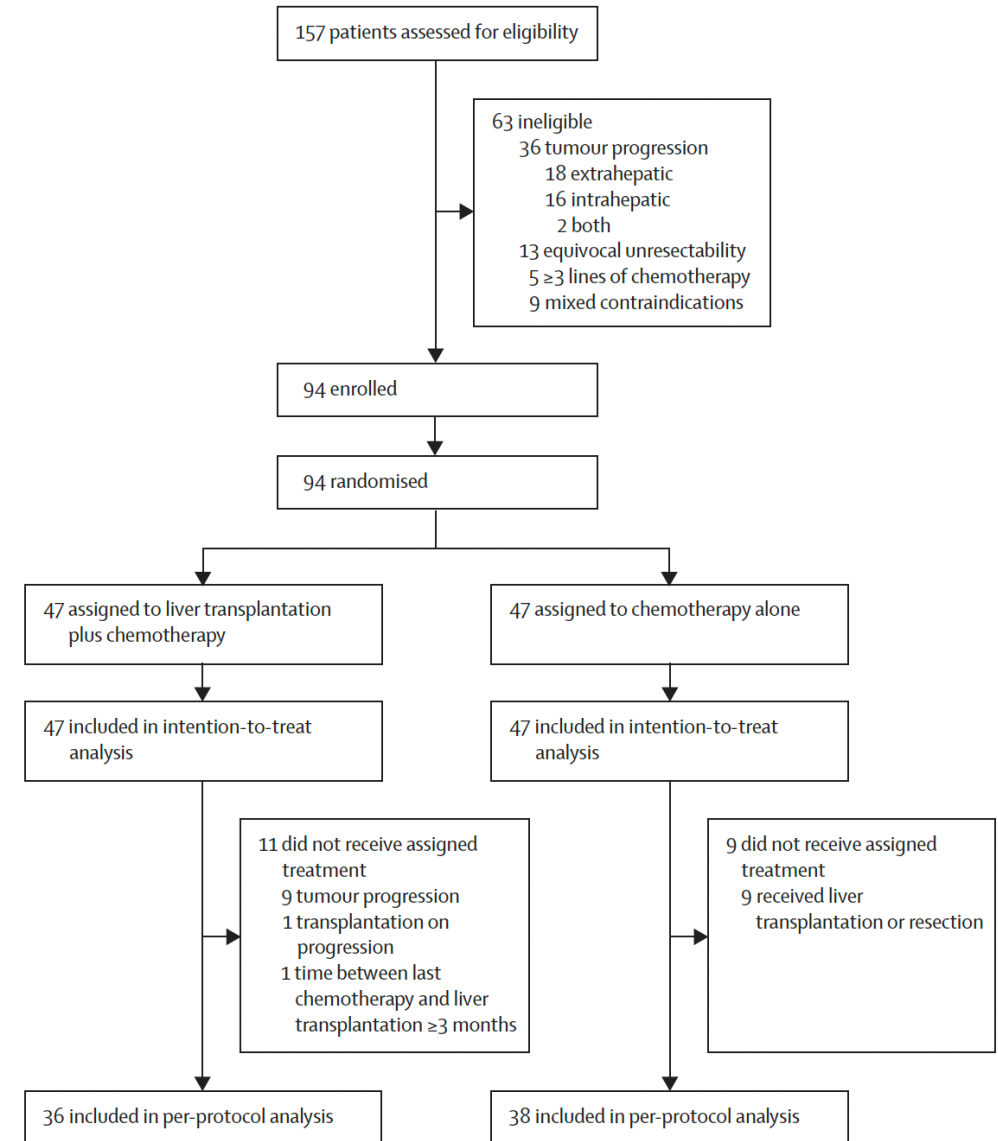 157 patients assessed for eligibility
63 ineligible
36 tumour progression
18 extrahepatic
16 intrahepatic
2 both
13 equivocal unresectability
5 ≥3 lines of chemotherapy
9 mixed contraindications
94 enrolled
94 randomised
47 assigned to liver transplantation
plus chemotherapy
47 assigned to chemotherapy alone
47 included in intention-to-treat
analysis
47 included in intention-to-treat
analysis
11 did not receive assigned
treatment
9 tumour progression
1 transplantation on
progression
1 time between last
chemotherapy and liver
transplantation ≥3 months
9 did not receive assigned
treatment
9 received liver
transplantation or resection
36 included in per-protocol analysis
38 included in per-protocol analysis